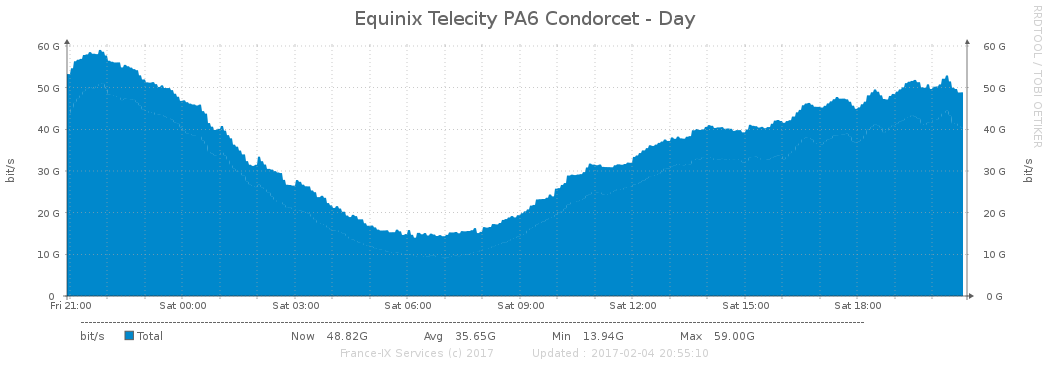 Equinix Telecity PA6 Condorcet - Day
RRDTOOL / TOBI OETIKER
60 G 60 G
50 G 50 G
40 G 40 G
30 G 30 G
20 G 20 G
10 G 10 G
0 0 G
bit/s bit/s
Fri 21:00 Sat 00:00 Sat 03:00 Sat 06:00 Sat 09:00 Sat 12:00 Sat 15:00 Sat 18:00
bit/s Total Now 48.82G Avg 35.65G Min 13.94G Max 59.00G
France-IX Services (c) 2017 Updated : 2017-02-04 20:55:10